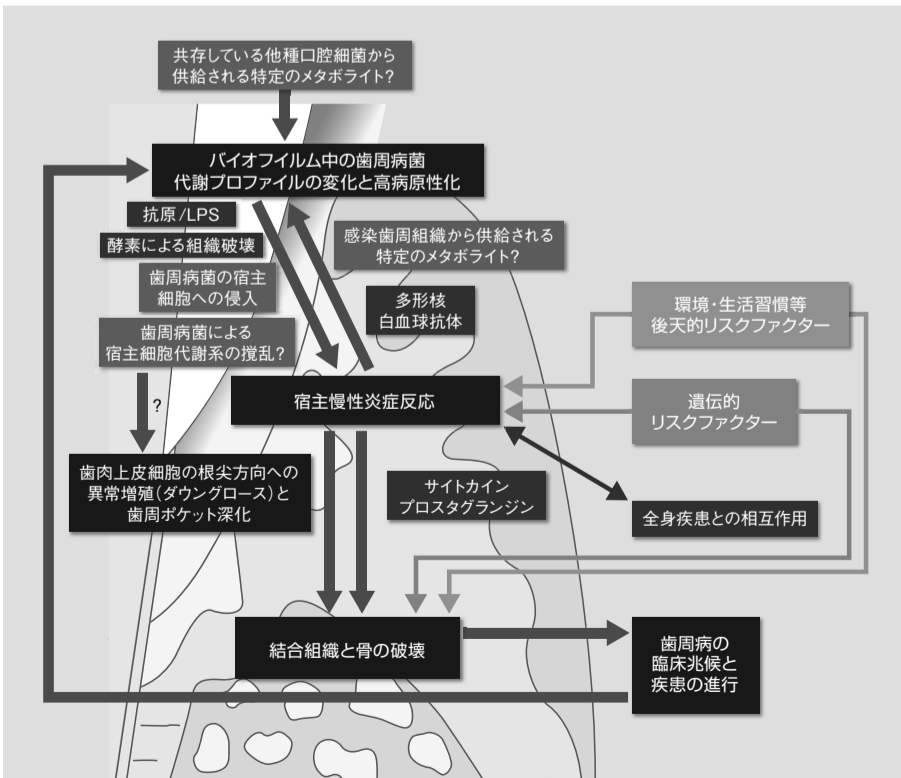 共存している他種口腔細菌から
供給される特定のメタボライト?
バイオフイルム中の歯周病菌
代謝プロファイルの変化と高病原性化
抗原/LPS
酵素による組織破壊
歯周病菌の宿主
細胞への侵入
歯周病菌による
宿主細胞代謝系の撹乱?
?
感染歯周組織から供給される
特定のメタボライト?
多形核
白血球抗体
環境・生活習慣等
後天的リスクファクター
宿主慢性炎症反応
遺伝的
リスクファクター
歯肉上皮細胞の根尖方向への
異常増殖(ダウングロース)と
歯周ポケット深化
サイトカイン
プロスタグランジン
全身疾患との相互作用
結合組織と骨の破壊
歯周病の
臨床兆候と
疾患の進行